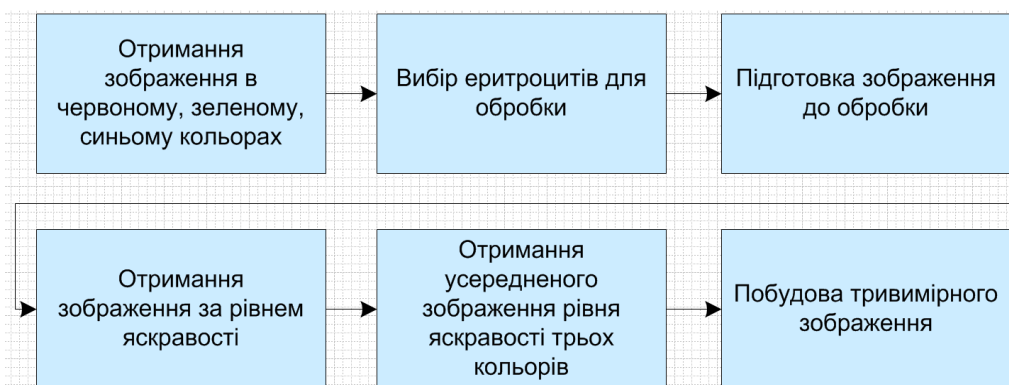 Отримання
зображення в
червоному, зеленому,
синьому кольорах
Вибір еритроцитів для
обробки
Підготовка зображення
до обробки
Отримання
зображення за рівнем
яскравості
Отримання
усередненого
зображення рівня
яскравості трьох
кольорів
Побудова тривимірного
зображення